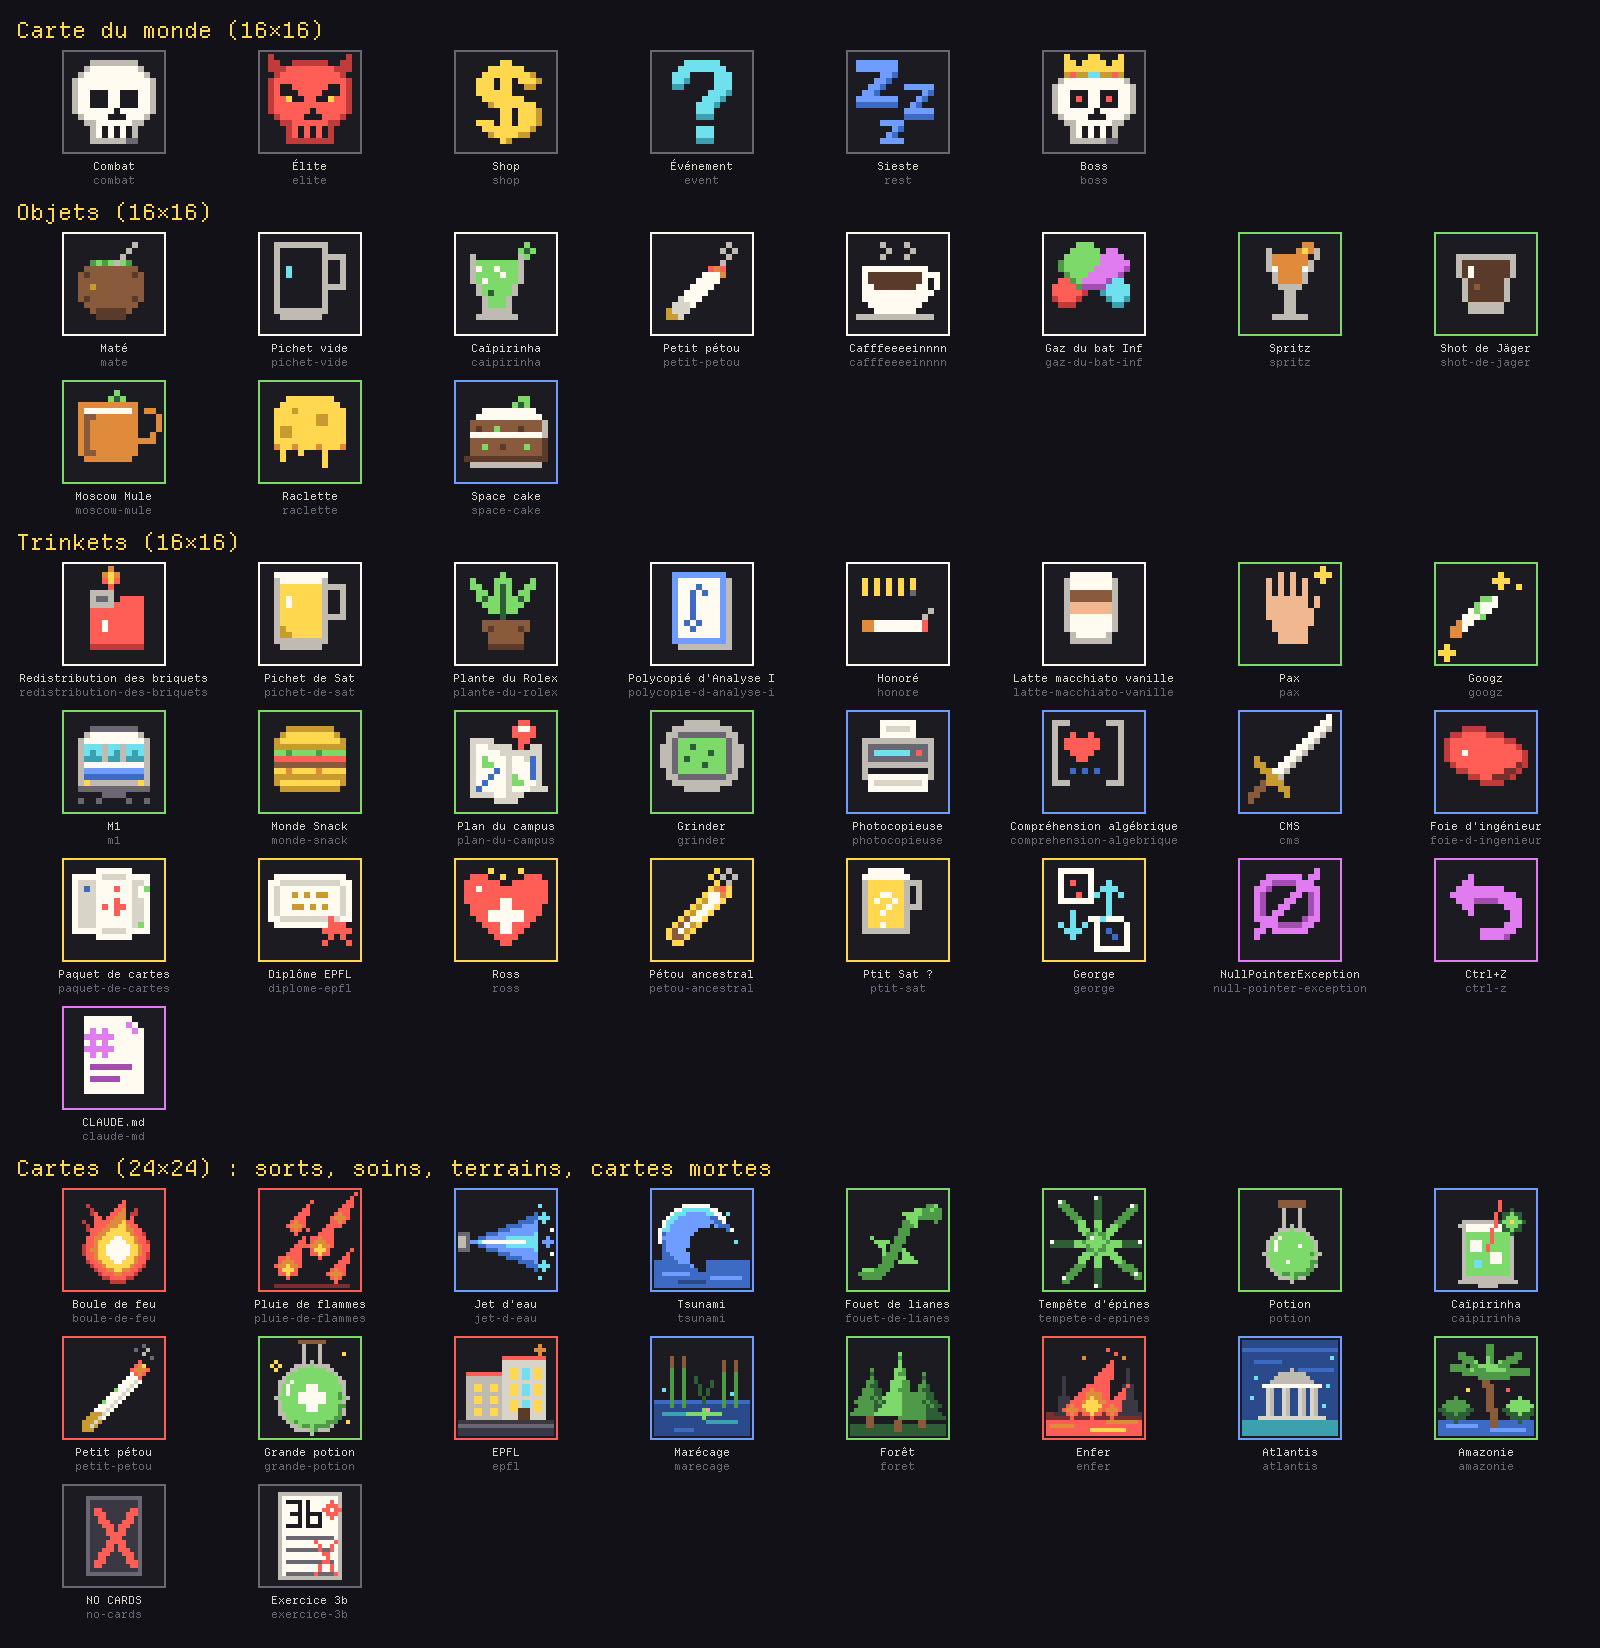 Carte du monde (16×16)
Combat
combat
Élite
elite
Shop
shop
Événement
event
Sieste
rest
Boss
boss
Objets (16×16)
Maté
mate
Pichet vide
pichet-vide
Caïpirinha
caipirinha
Petit pétou
petit-petou
Cafffeeeeinnnn
cafffeeeeinnnn
Gaz du bat Inf
gaz-du-bat-inf
Spritz
spritz
Shot de Jäger
shot-de-jager
Moscow Mule
moscow-mule
Raclette
raclette
Space cake
space-cake
Trinkets (16×16)
Redistribution des briquets
redistribution-des-briquets
Pichet de Sat
pichet-de-sat
Plante du Rolex
plante-du-rolex
Polycopié d'Analyse I
polycopie-d-analyse-i
Honoré
honore
Latte macchiato vanille
latte-macchiato-vanille
Pax
pax
Googz
googz
M1
m1
Monde Snack
monde-snack
Plan du campus
plan-du-campus
Grinder
grinder
Photocopieuse
photocopieuse
Compréhension algébrique
comprehension-algebrique
CMS
cms
Foie d'ingénieur
foie-d-ingenieur
Paquet de cartes
paquet-de-cartes
Diplôme EPFL
diplome-epfl
Ross
ross
Pétou ancestral
petou-ancestral
Ptit Sat ?
ptit-sat
George
george
NullPointerException
null-pointer-exception
Ctrl+Z
ctrl-z
#
CLAUDE.md
claude-md
Cartes (24×24) : sorts, soins, terrains, cartes mortes
Boule de feu
boule-de-feu
Pluie de flammes
pluie-de-flammes
Jet d'eau
jet-d-eau
Tsunami
tsunami
Fouet de lianes
fouet-de-lianes
Tempête d'épines
tempete-d-epines
Potion
potion
Caïpirinha
caipirinha
Petit pétou
petit-petou
Grande potion
grande-potion
EPFL
epfl
Marécage
marecage
Forêt
foret
Enfer
enfer
Atlantis
atlantis
Amazonie
amazonie
NO CARDS
no-cards
3b
Exercice 3b
exercice-3b